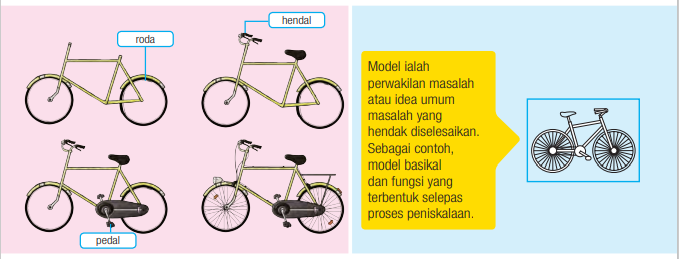 hendal
roda
pedal
Model ialah
perwakilan masalah
atau idea umum
masalah yang
hendak diselesaikan.
Sebagai contoh,
model basikal
dan fungsi yang
terbentuk selepas
proses peniskalaan.